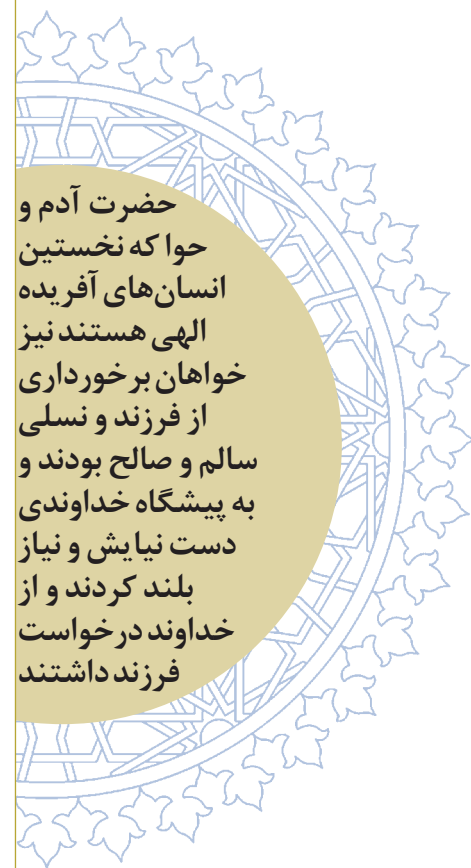 حضرت آدم و
حوا که نخستین
انسان‌های آفریده
الهی هستند نیز
خواهان برخورداری
از فرزند و نسلی
سالم و صالح بودند و
به پیشگاه خداوندی
دست نیایش و نیاز
بلند کردند و از
خداوند درخواست
فرزند داشتند